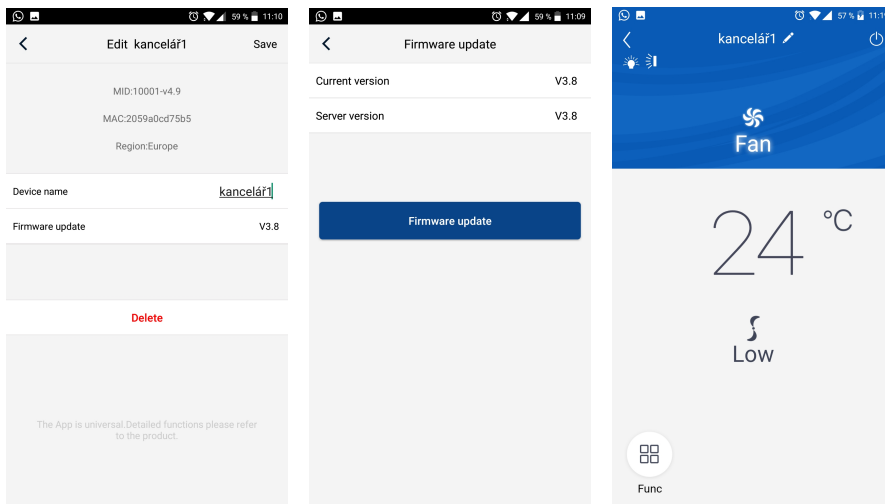 59 % 11:10
Edit kancelář1
Save
MID:10001-v4.9
MAC:2059a0cd75b5
Region:Europe
Device name
kancelář1
Firmware update
V3.8
Delete
The App is universal.Detailed functions please refer
to the product.
59 % 11:09
Firmware update
Current version
V3.8
Server version
V3.8
Firmware update
57 %
kancelář1
Fan
24 °C
Low
Func